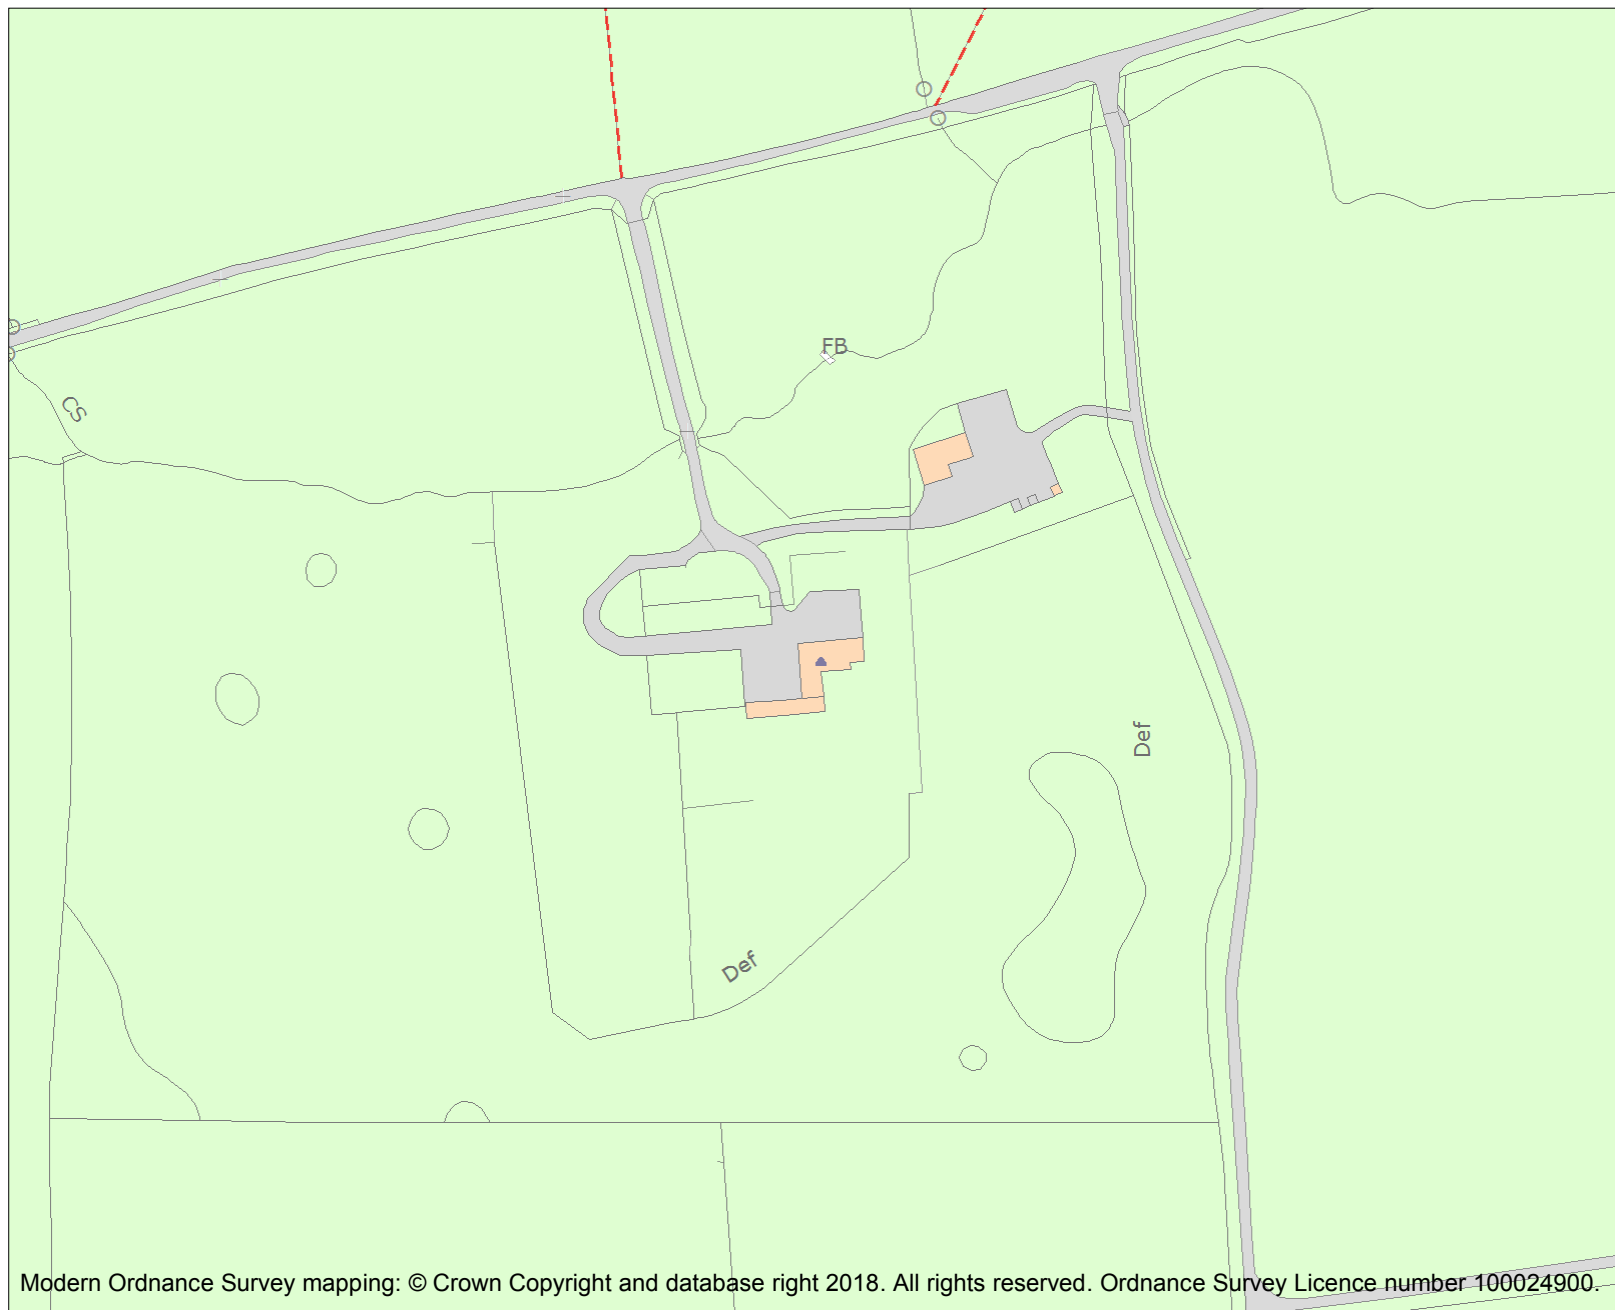 FB
CS
Def
Def
Modern Ordnance Survey mapping: © Crown Copyright and database right 2018. All rights reserved. Ordnance Survey Licence number 100024900.